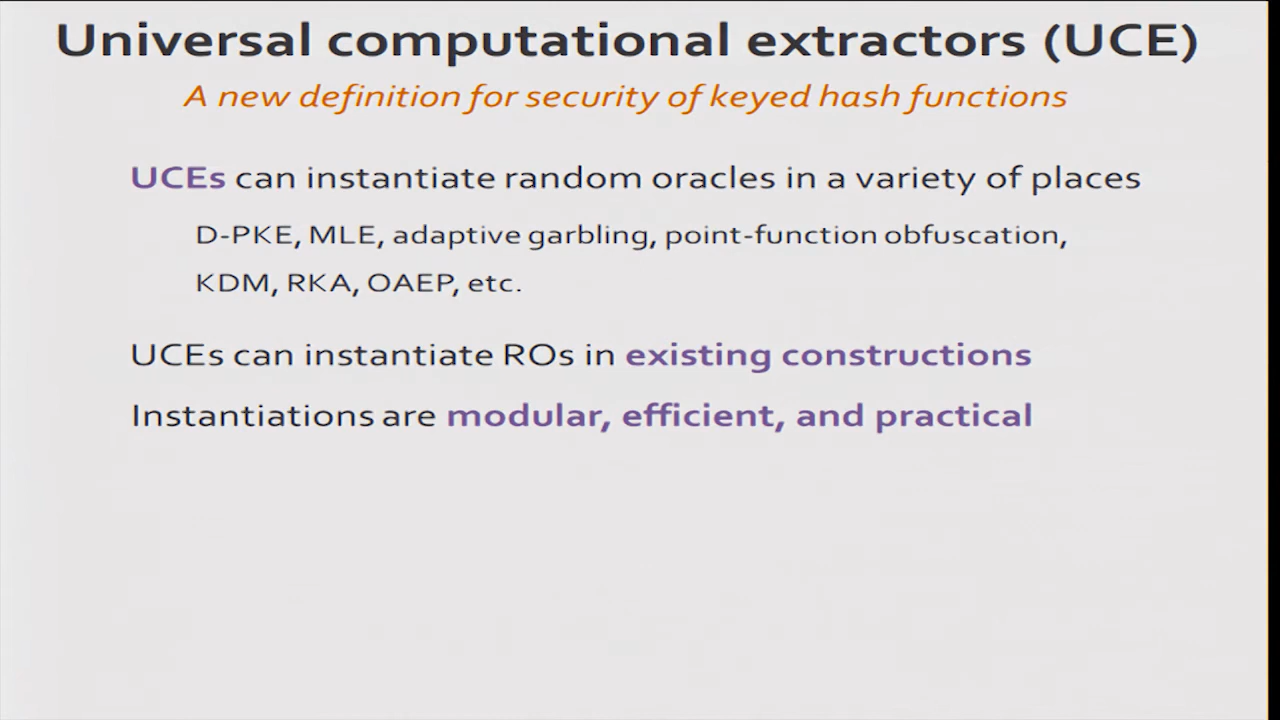 Universal computational extractors (UCE)
A new definition for security of keyed hash functions
UCEs can instantiate random oracles in a variety of places
D-PKE, MLE, adaptive garbling, point-function obfuscation,
KDM, RKA, OAEP, etc.
UCEs can instantiate ROs in existing constructions
Instantiations are modular, efficient, and practical